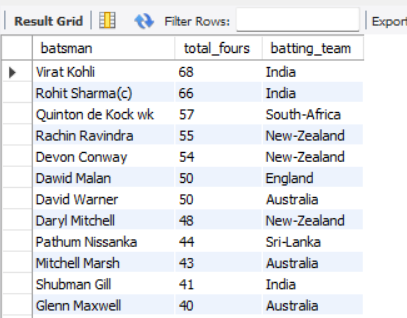 Result Grid Filter Rows: Export
batsman total_fours batting_team
Virat Kohli 68 India
Rohit Sharma(c) 66 India
Quinton de Kock wk 57 South-Africa
Rachin Ravindra 55 New-Zealand
Devon Conway 54 New-Zealand
Dawid Malan 50 England
David Warner 50 Australia
Daryl Mitchell 48 New-Zealand
Pathum Nissanka 44 Sri-Lanka
Mitchell Marsh 43 Australia
Shubman Gill 41 India
Glenn Maxwell 40 Australia